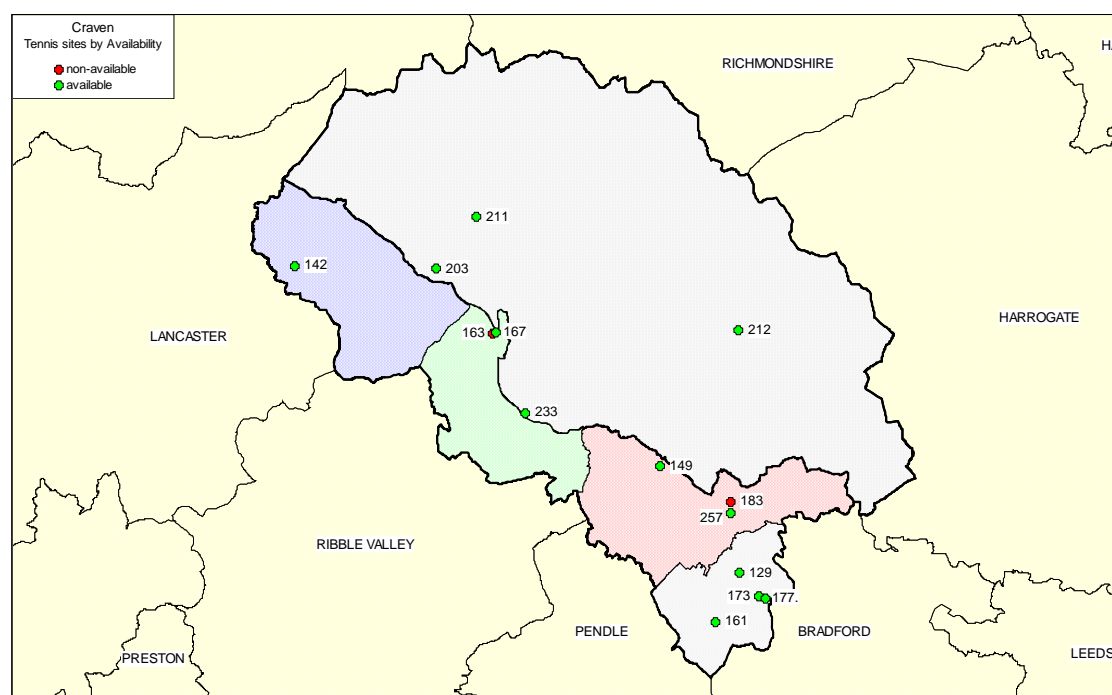 Craven
Tennis sites by Availability
non-available
available
RICHMONDSHIRE
HA
211
142
203
LANCASTER
163
167
212
HARROGATE
233
149
183
257
RIBBLE VALLEY
129
173
177.
161
PENDLE
BRADFORD
PRESTON
LEEDS